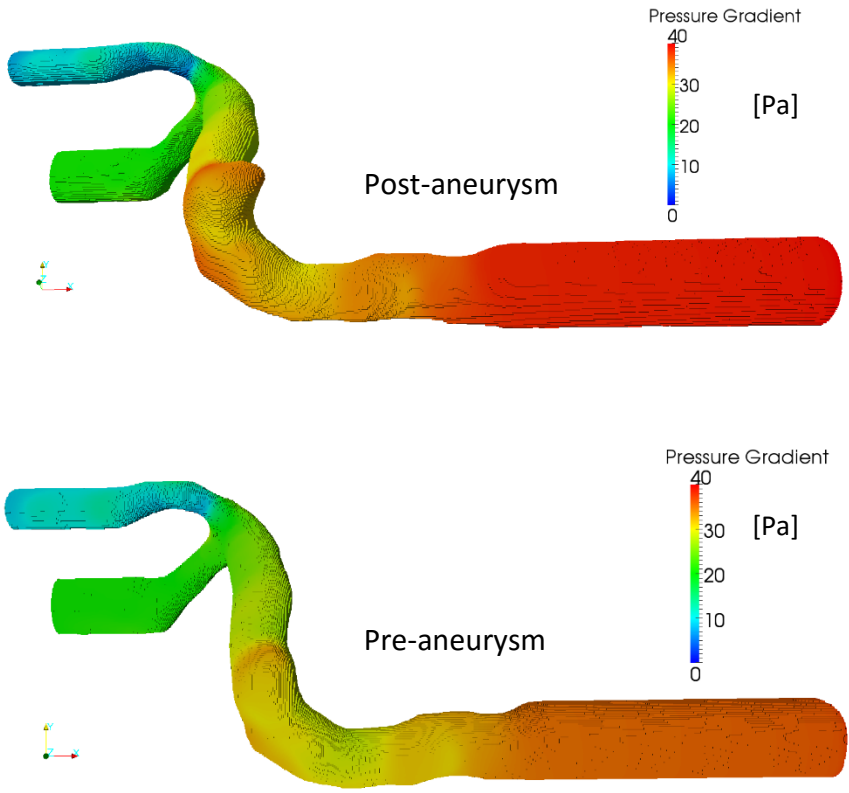 Pressure Gradient
40
30
20
10
0
[Pa]
Post-aneurysm
Y
Z
X
Pressure Gradient
40
30
20
10
0
[Pa]
Pre-aneurysm
Y
Z
X